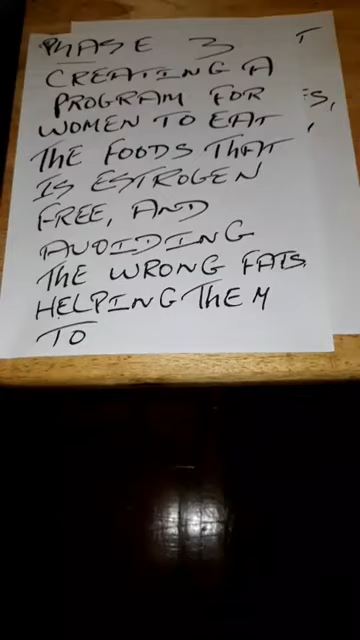 PHASE 3
CREATING A
PROGRAM FOR
WOMEN TO EAT
THE FOODS THAT
IS ESTROGEN
FREE, AND
AVOIDING
THE WRONG FATS
HELPING THEM
TO
T
S,